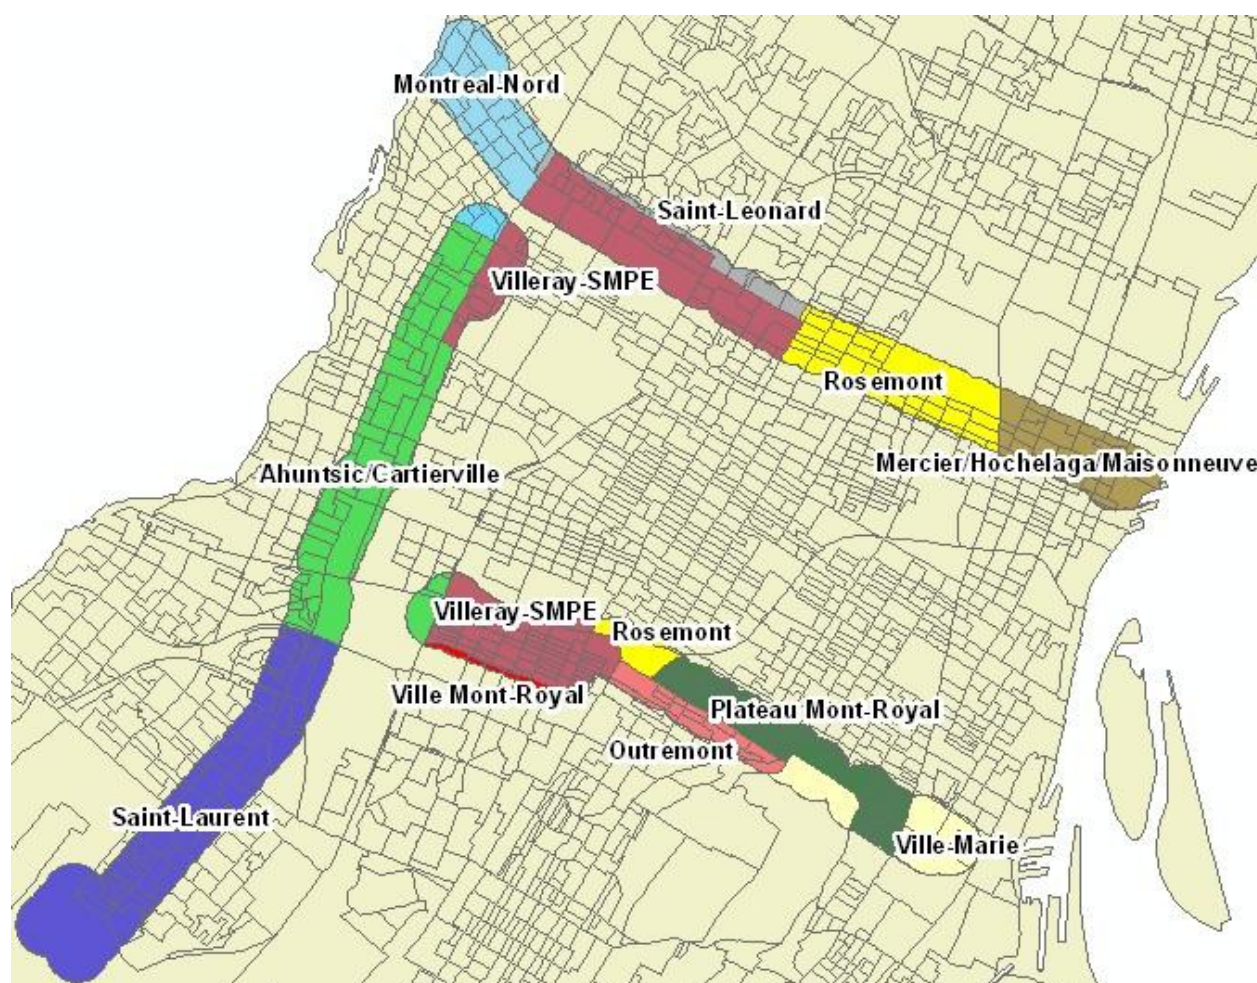 Montreal-Nord
Saint-Leonard
Villeray-SMPE
Rosemont
Mercier/Hochelaga/Maisonneuve
Ahuntsic/Cartierville
Villeray-SMPE
Rosemont
Ville Mont-Royal
Plateau Mont-Royal
Outremont
Saint-Laurent
Ville-Marie